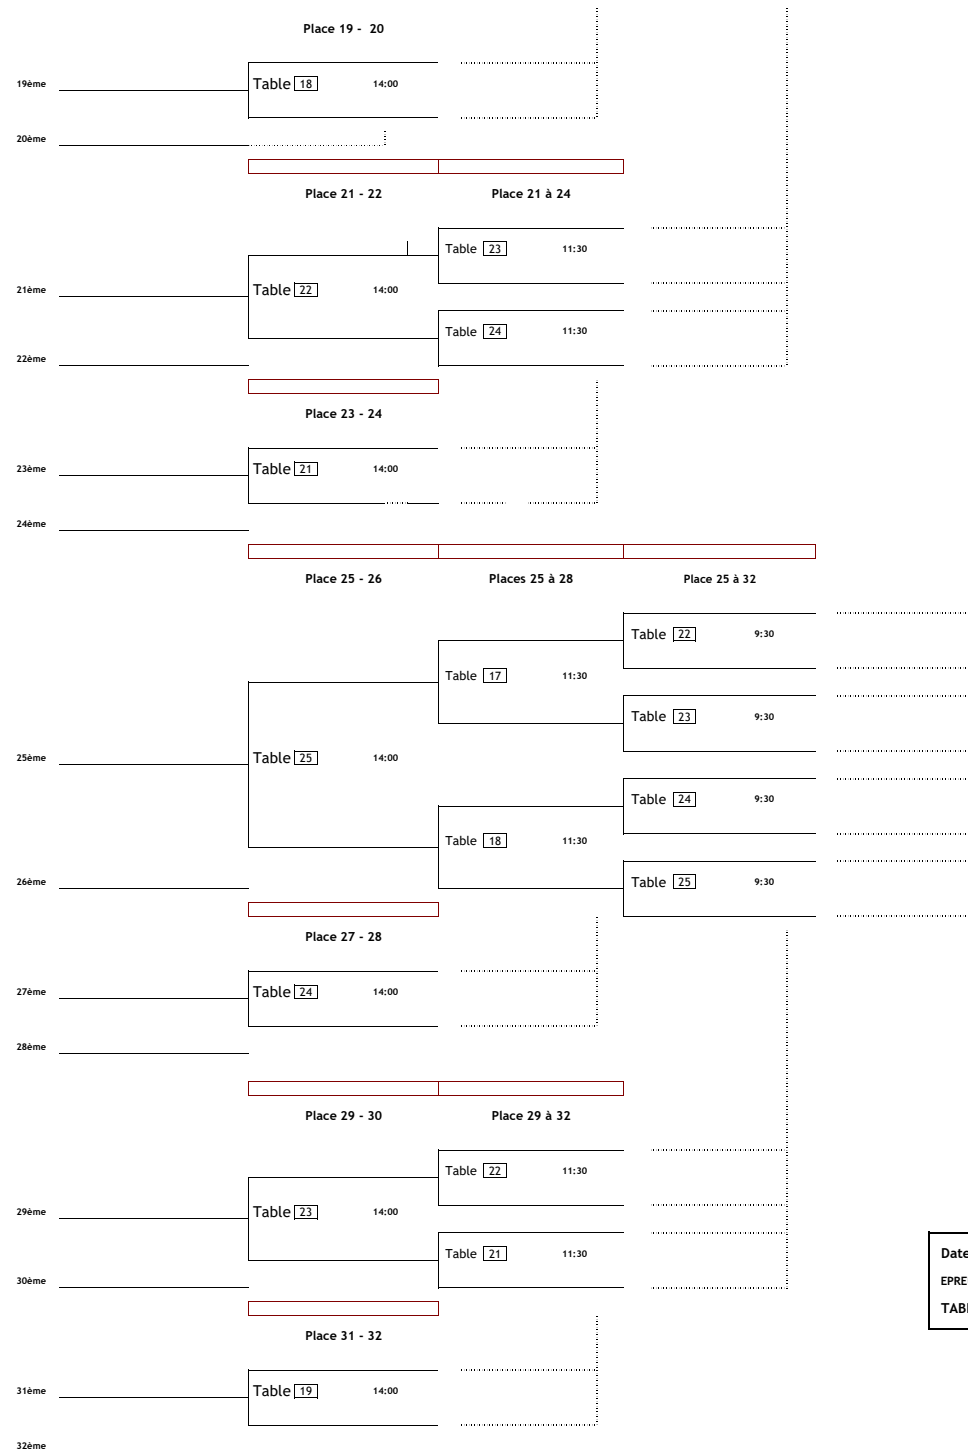 Place 19 - 20
19ème Table 18 14:00
20ème
Place 21 - 22 Place 21 à 24
Table 23 11:30
21ème Table 22 14:00
Table 24 11:30
22ème
Place 23 - 24
23ème Table 21 14:00
24ème
Place 25 - 26 Places 25 à 28 Place 25 à 32
Table 22 9:30
Table 17 11:30
Table 23 9:30
25ème Table 25 14:00
Table 24 9:30
Table 18 11:30
26ème Table 25 9:30
Place 27 - 28
27ème Table 24 14:00
28ème
Place 29 - 30 Place 29 à 32
Table 22 11:30
29ème Table 23 14:00
Table 21 11:30
Date
30ème EPRE
TAB
Place 31 - 32
31ème Table 19 14:00
32ème